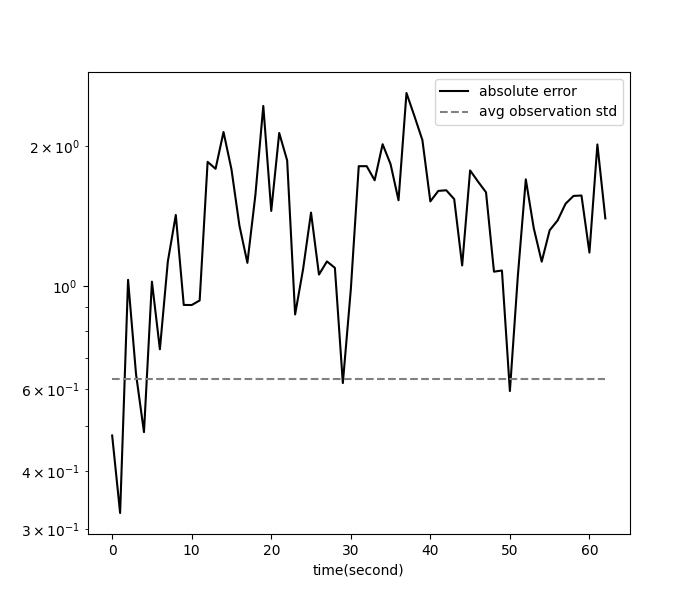 absolute error
avg observation std
2 × 10⁰
10⁰
6 × 10⁻¹
4 × 10⁻¹
3 × 10⁻¹
0 10 20 30 40 50 60
time(second)